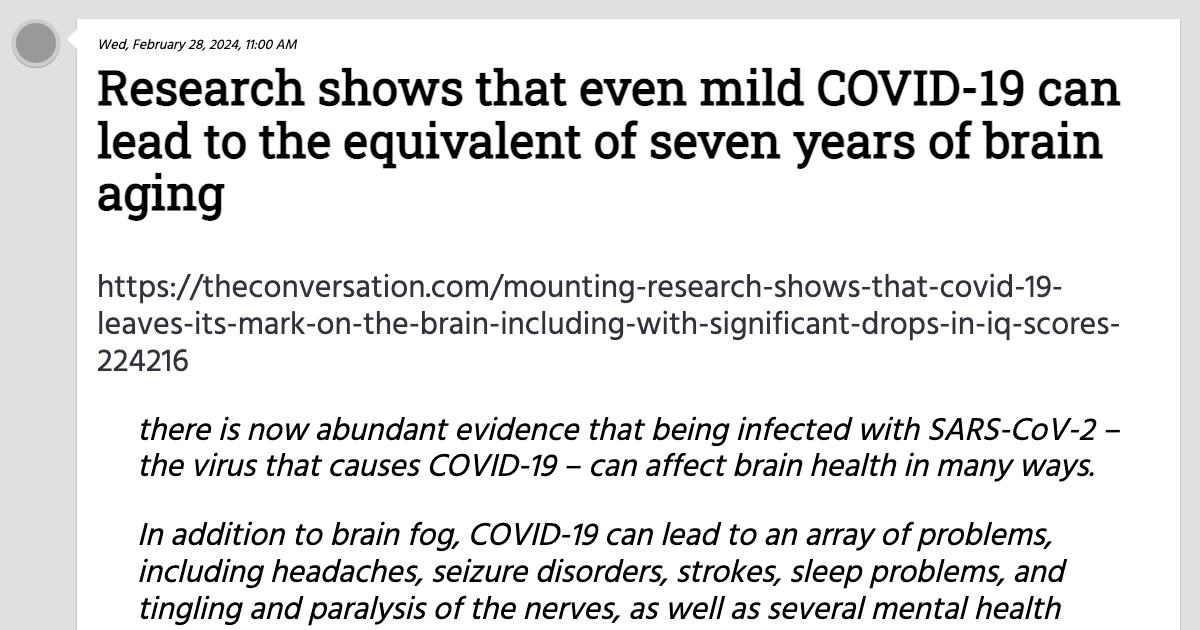 Wed, February 28, 2024, 11:00 AM
Research shows that even mild COVID-19 can
lead to the equivalent of seven years of brain
aging
https://theconversation.com/mounting-research-shows-that-covid-19-
leaves-its-mark-on-the-brain-including-with-significant-drops-in-iq-scores-
224216
there is now abundant evidence that being infected with SARS-CoV-2 –
the virus that causes COVID-19 – can affect brain health in many ways.
In addition to brain fog, COVID-19 can lead to an array of problems,
including headaches, seizure disorders, strokes, sleep problems, and
tingling and paralysis of the nerves, as well as several mental health